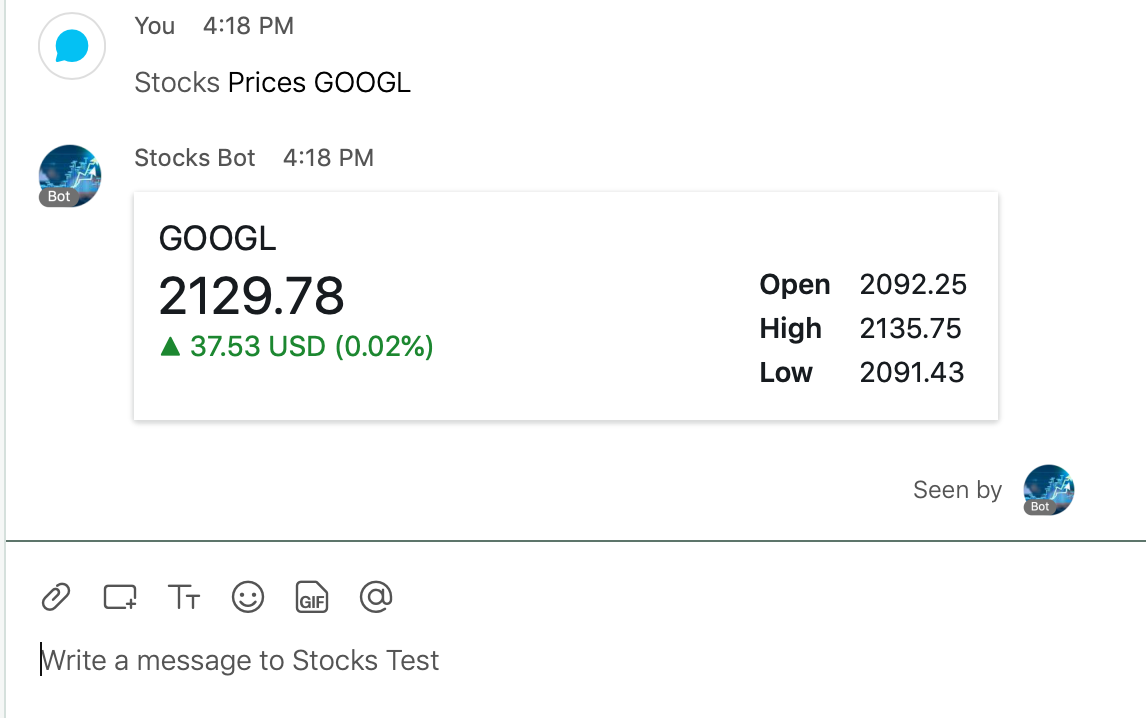 You 4:18 PM
Stocks Prices GOOGL
Stocks Bot 4:18 PM
Bot
GOOGL
2129.78
▲ 37.53 USD (0.02%)
Open 2092.25
High 2135.75
Low 2091.43
Seen by
Bot
GIF
Write a message to Stocks Test